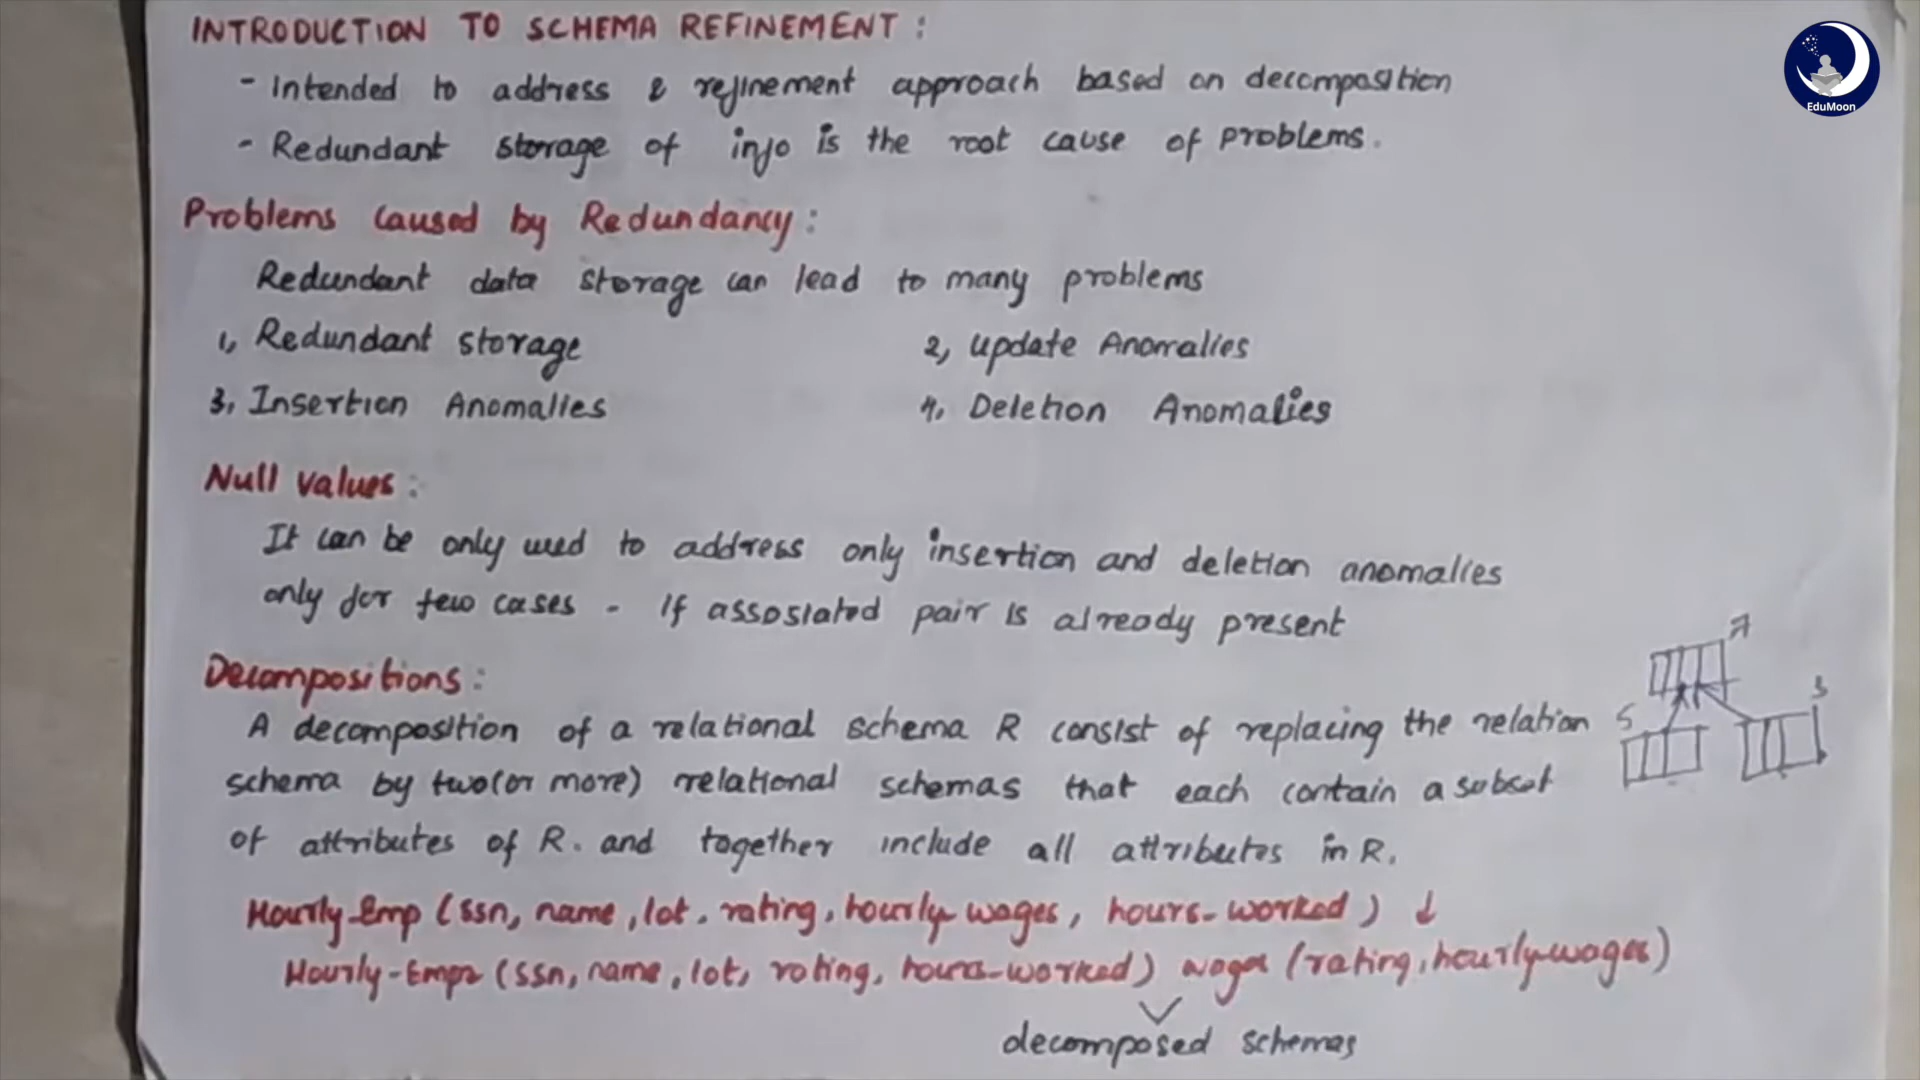 INTRODUCTION TO SCHEMA REFINEMENT :
- Intended to address & refinement approach based on decomposition
- Redundant storage of info is the root cause of problems.
Problems caused by Redundancy :
Redundant data storage can lead to many problems
1, Redundant storage
2, update Anomalies
3, Insertion Anomalies
4, Deletion Anomalies
Null values :
It can be only used to address only insertion and deletion anomalies
only for few cases - If assosiated pair is already present
Decompositions :
A decomposition of a relational schema R consist of replacing the relation
schema by two(or more) relational schemas that each contain a subset
of attributes of R. and together include all attributes in R.
Hourly-Emp (ssn, name, lot, rating, hourly-wages, hours-worked) ↓
Hourly-Emp2 (ssn, name, lot, rating, hours-worked) wages (rating, hourly-wages)
decomposed schemas
EduMoon